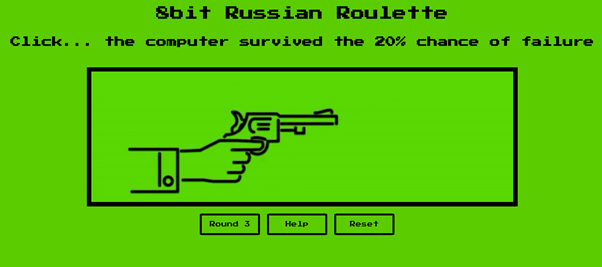 8bit Russian Roulette
Click... the computer survived the 20% chance of failure
Round 3
Help
Reset